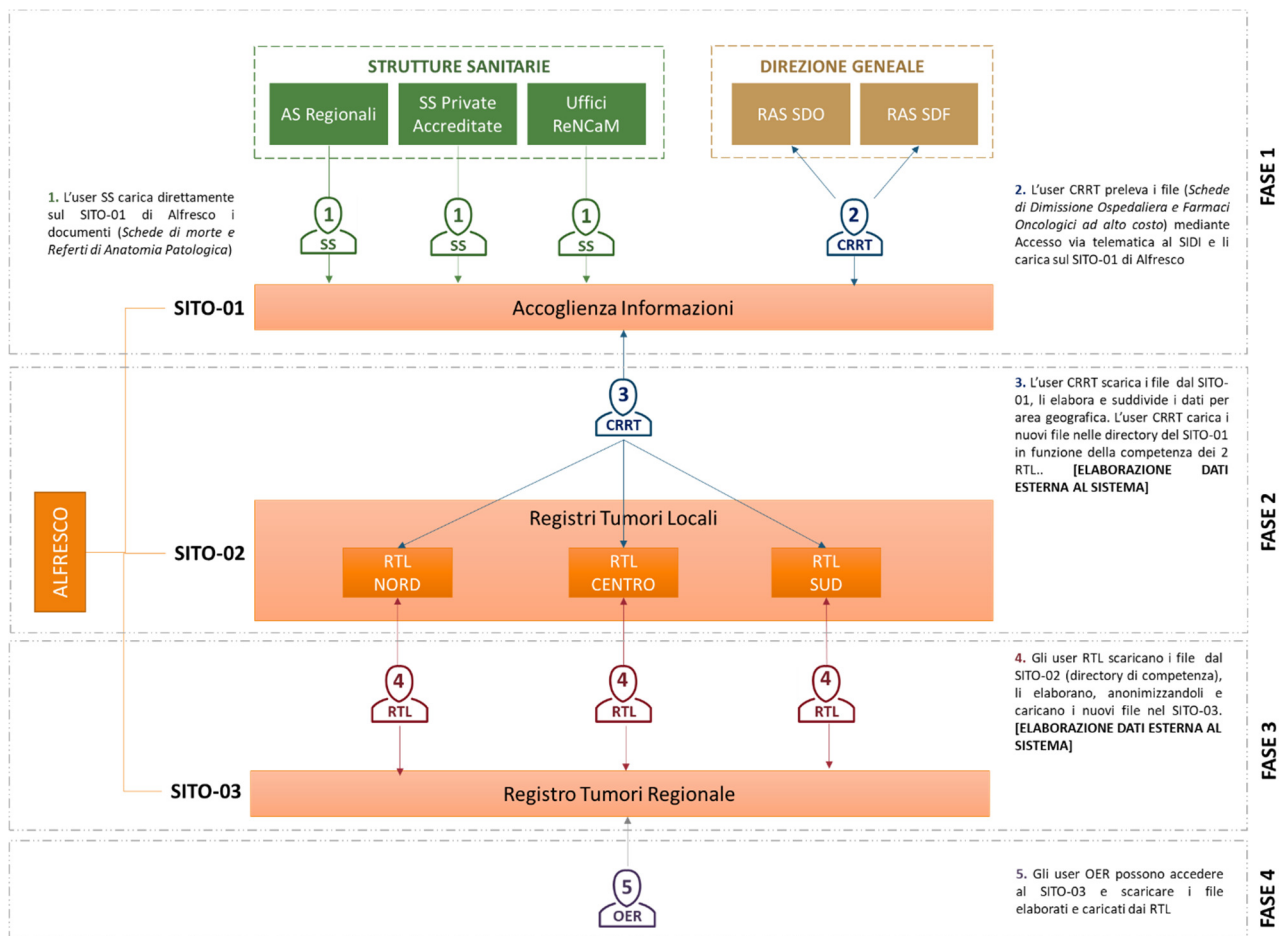 STRUTTURE SANITARIE
AS Regionali
SS Private
Accreditate
Uffici
ReNCaM
DIREZIONE GENEALE
RAS SDO
RAS SDF
FASE 1
1. L'user SS carica direttamente
sul SITO-01 di Alfresco i
documenti (Schede di morte e
Referti di Anatomia Patologica)
1
SS
1
SS
1
SS
2
CRRT
2. L'user CRRT preleva i file (Schede
di Dimissione Ospedaliera e Farmaci
Oncologici ad alto costo) mediante
Accesso via telematica al SIDI e li
carica sul SITO-01 di Alfresco
SITO-01
Accoglienza Informazioni
3
CRRT
3. L'user CRRT scarica i file dal SITO-
01, li elabora e suddivide i dati per
area geografica. L'user CRRT carica i
nuovi file nelle directory del SITO-01
in funzione della competenza dei 2
RTL.. [ELABORAZIONE DATI
ESTERNA AL SISTEMA]
FASE 2
ALFRESCO
SITO-02
Registri Tumori Locali
RTL
NORD
RTL
CENTRO
RTL
SUD
4
RTL
4
RTL
4
RTL
4. Gli user RTL scaricano i file dal
SITO-02 (directory di competenza),
li elaborano, anonimizzandoli e
caricano i nuovi file nel SITO-03.
[ELABORAZIONE DATI ESTERNA AL
SISTEMA]
FASE 3
SITO-03
Registro Tumori Regionale
5
OER
5. Gli user OER possono accedere
al SITO-03 e scaricare i file
elaborati e caricati dai RTL
FASE 4